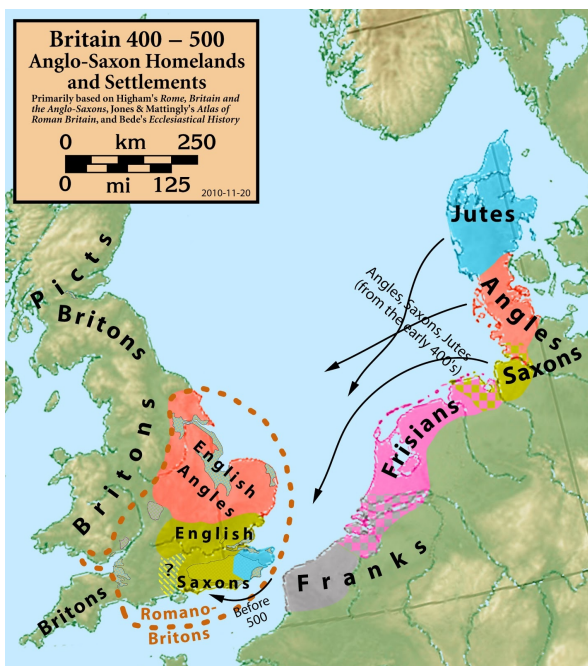 Britain 400 – 500
Anglo-Saxon Homelands
and Settlements
Primarily based on Higham's Rome, Britain and
the Anglo-Saxons, Jones & Mattingly's Atlas of
Roman Britain, and Bede's Ecclesiastical History
0 km 250
0 mi 125
2010-11-20
Jutes
Picts
Angles, Saxons, Jutes
(from the early 400's)
Angles
Britons
Saxons
Frisians
Britons
English
Angles
English
?
Saxons
Franks
Britons
Before
500
Romano-
Britons